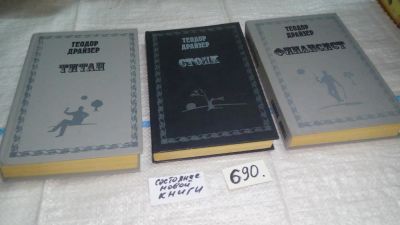 ТЕОДОР
ДРАЙЗЕР
ТИТАН
ТЕОДОР
ДРАЙЗЕР
СТОИК
ТЕОДОР
ДРАЙЗЕР
ФИНАНСИСТ
состояние
новой
книги
690.